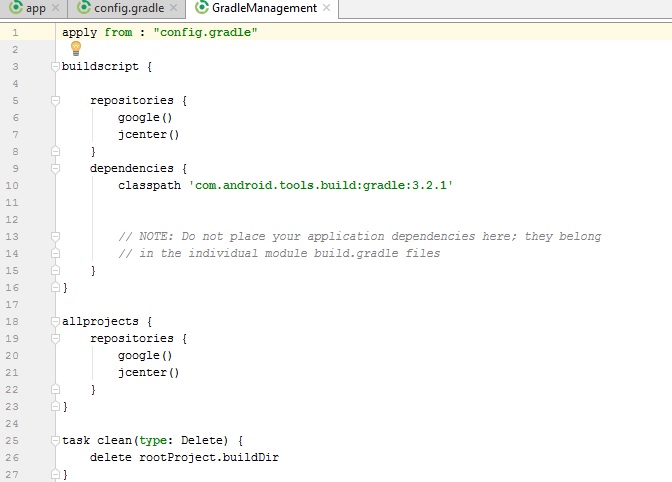 app
config.gradle
GradleManagement
1 apply from : "config.gradle"
2
3 buildscript {
4
5     repositories {
6         google()
7         jcenter()
8     }
9     dependencies {
10         classpath 'com.android.tools.build:gradle:3.2.1'
11
12
13         // NOTE: Do not place your application dependencies here; they belong
14         // in the individual module build.gradle files
15     }
16 }
17
18 allprojects {
19     repositories {
20         google()
21         jcenter()
22     }
23 }
24
25 task clean(type: Delete) {
26     delete rootProject.buildDir
27 }